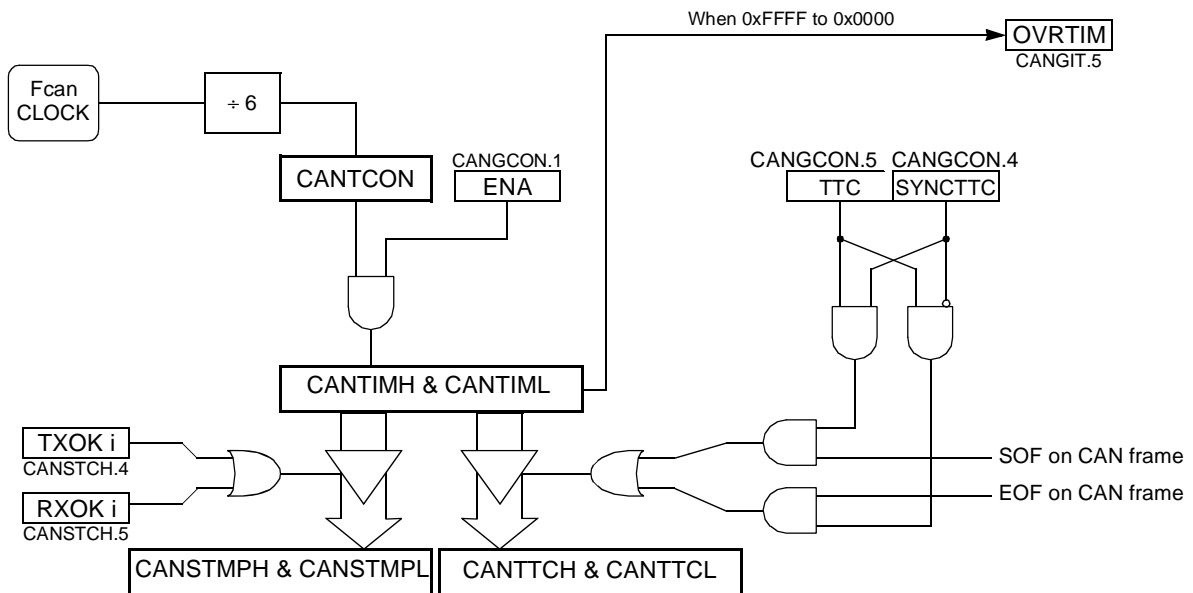 When 0xFFFF to 0x0000
OVRTIM
CANGIT.5
Fcan
CLOCK
÷ 6
CANTCON
CANGCON.1
ENA
CANGCON.5
CANGCON.4
TTC
SYNCTTC
CANTIMH & CANTIML
TXOK i
CANSTCH.4
RXOK i
CANSTCH.5
SOF on CAN frame
EOF on CAN frame
CANSTMPH & CANSTMPL
CANTTCH & CANTTCL